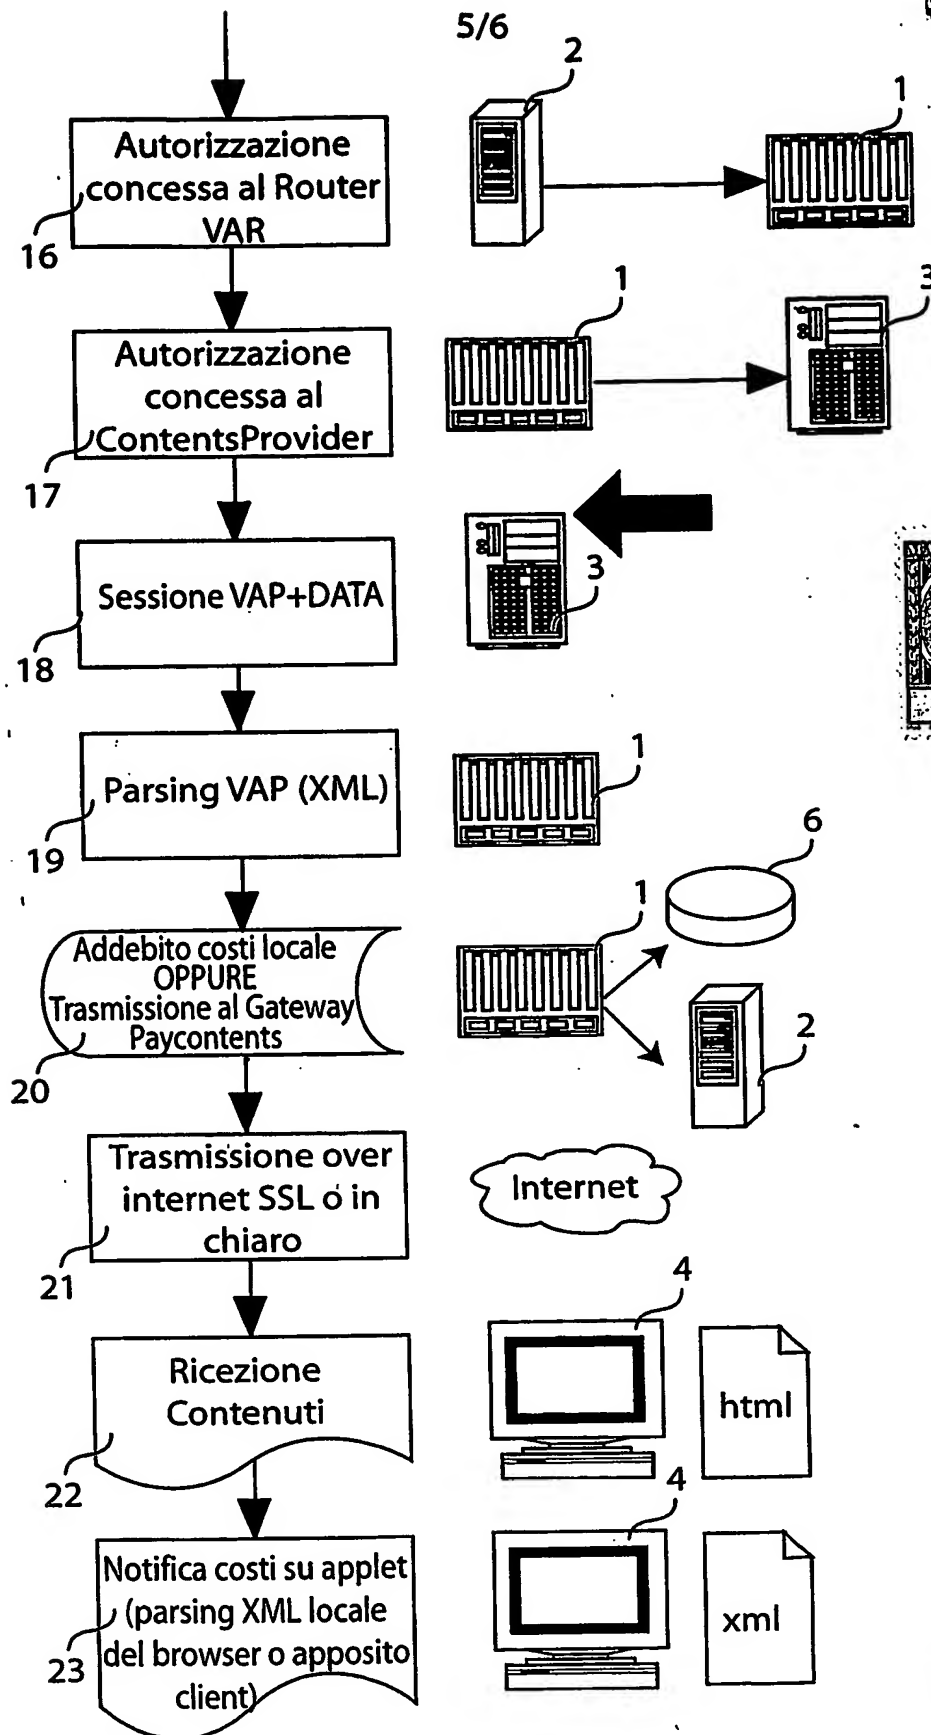 5/6
2
1
Autorizzazione
concessa al Router
VAR
16
1
3
Autorizzazione
concessa al
ContentsProvider
17
Sessione VAP+DATA
3
18
Parsing VAP (XML)
1
19
6
1
Addebito costi locale
OPPURE
Trasmissione al Gateway
Paycontents
2
20
Trasmissione over
internet SSL o in
chiaro
Internet
21
4
Ricezione
Contenuti
html
22
4
Notifica costi su applet
(parsing XML locale
del browser o apposito
client)
xml
23